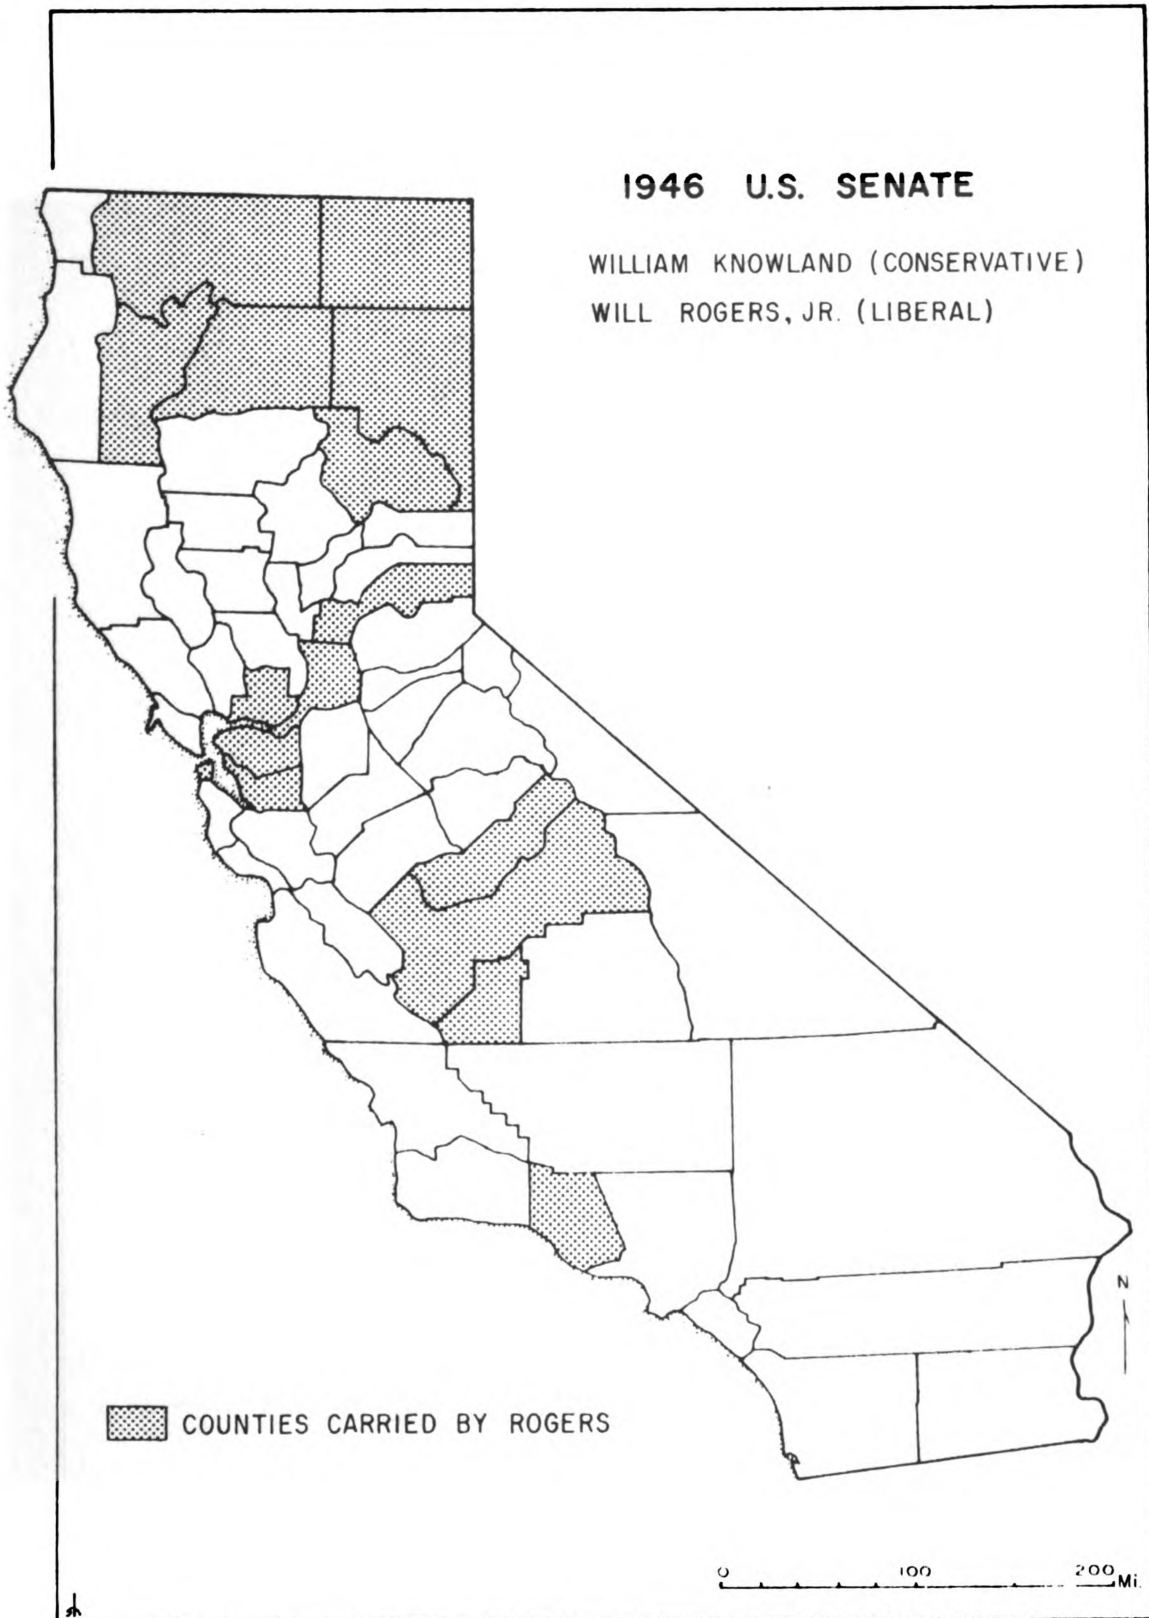 1946 U.S. SENATE
WILLIAM KNOWLAND (CONSERVATIVE)
WILL ROGERS, JR. (LIBERAL)
N
COUNTIES CARRIED BY ROGERS
0 100 200 Mi.